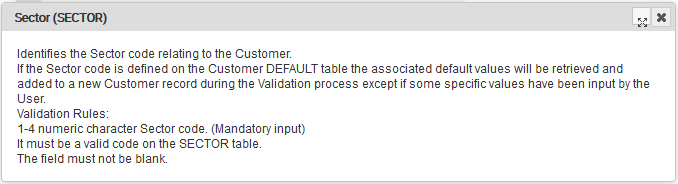 Sector (SECTOR)
Identifies the Sector code relating to the Customer.
If the Sector code is defined on the Customer DEFAULT table the associated default values will be retrieved and
added to a new Customer record during the Validation process except if some specific values have been input by the
User.
Validation Rules:
1-4 numeric character Sector code. (Mandatory input)
It must be a valid code on the SECTOR table.
The field must not be blank.